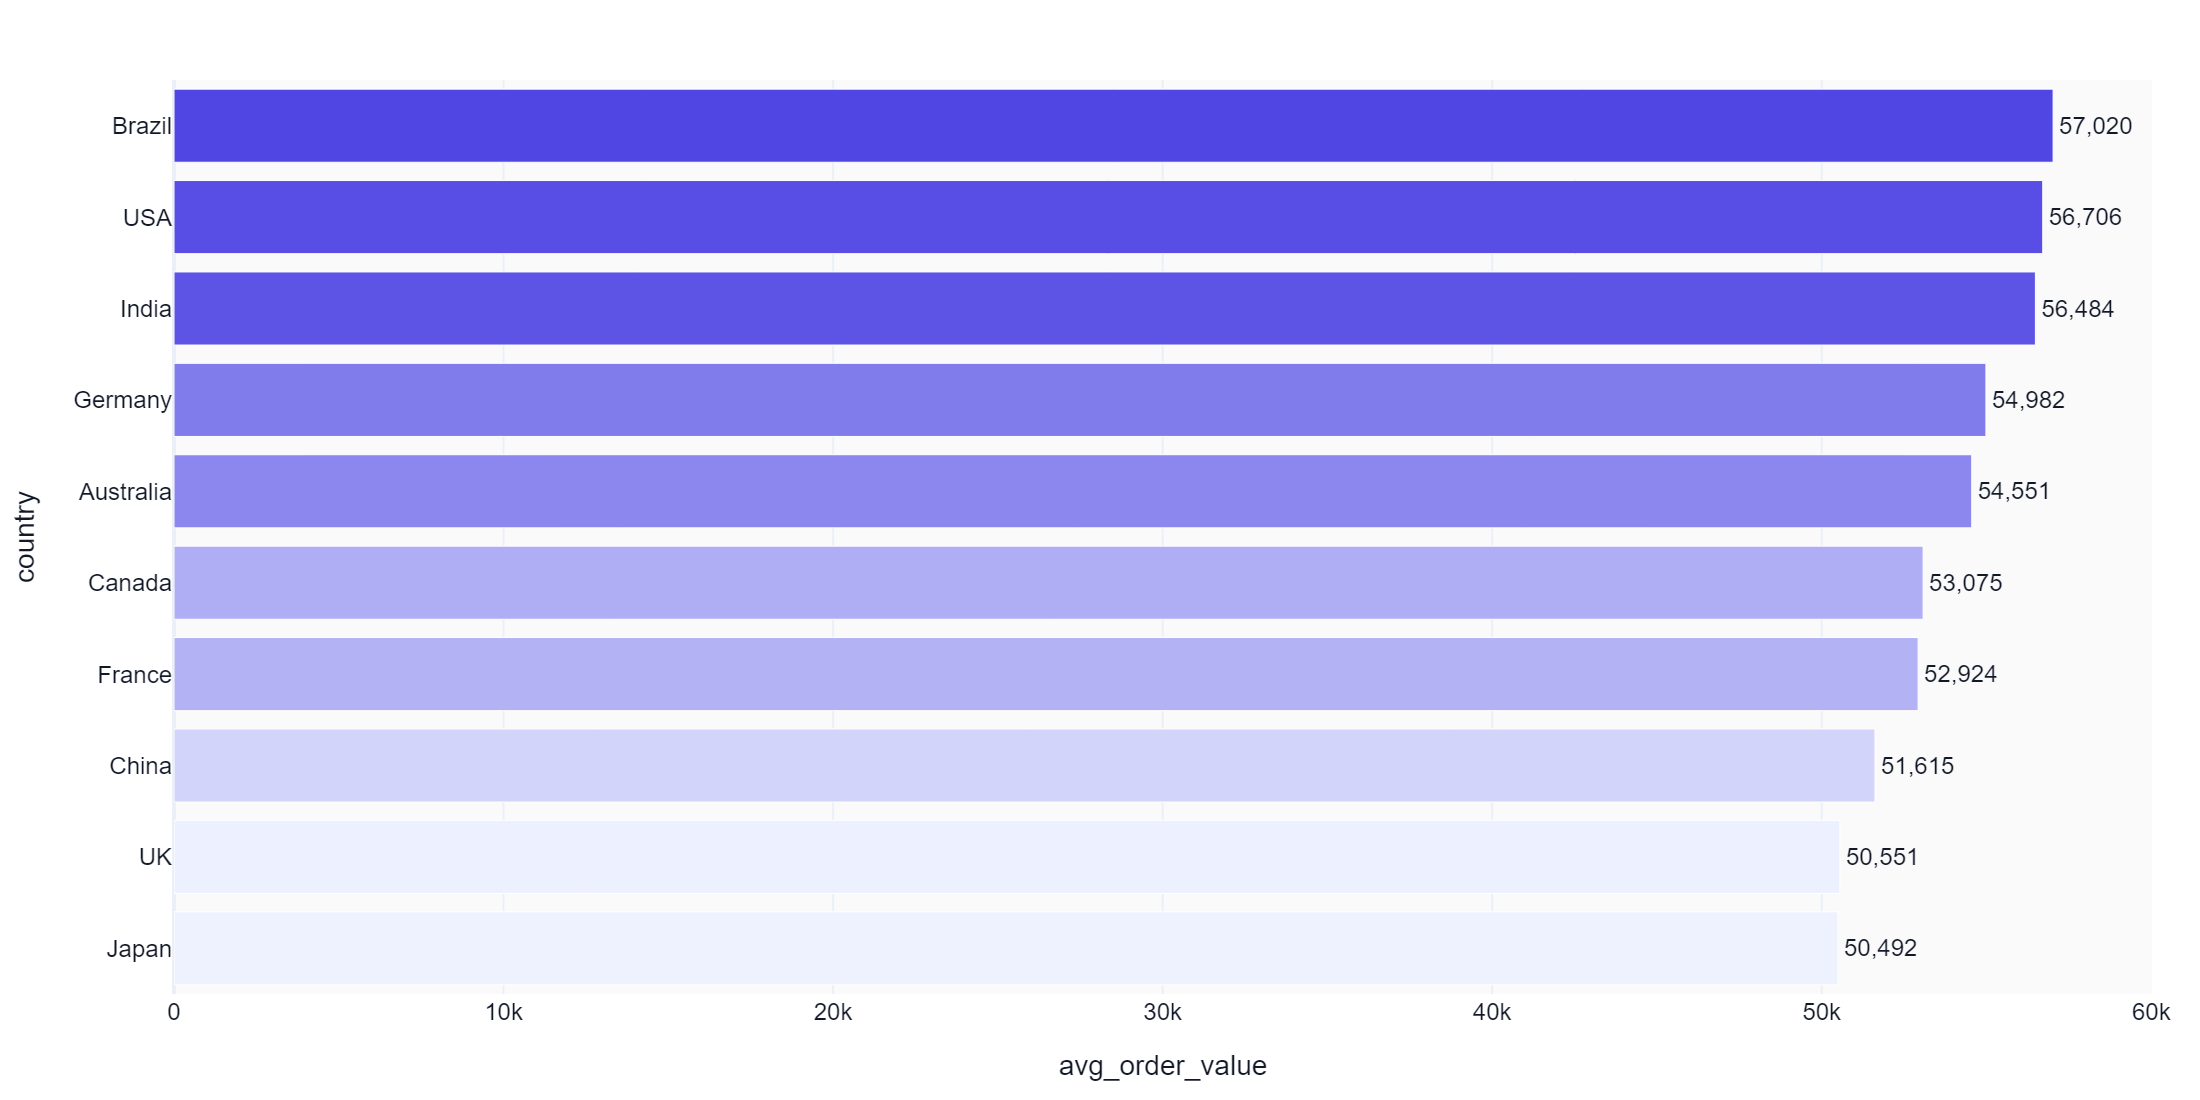 Brazil 57,020
USA 56,706
India 56,484
Germany 54,982
Australia 54,551
Canada 53,075
France 52,924
China 51,615
UK 50,551
Japan 50,492
country
0 10k 20k 30k 40k 50k 60k
avg_order_value